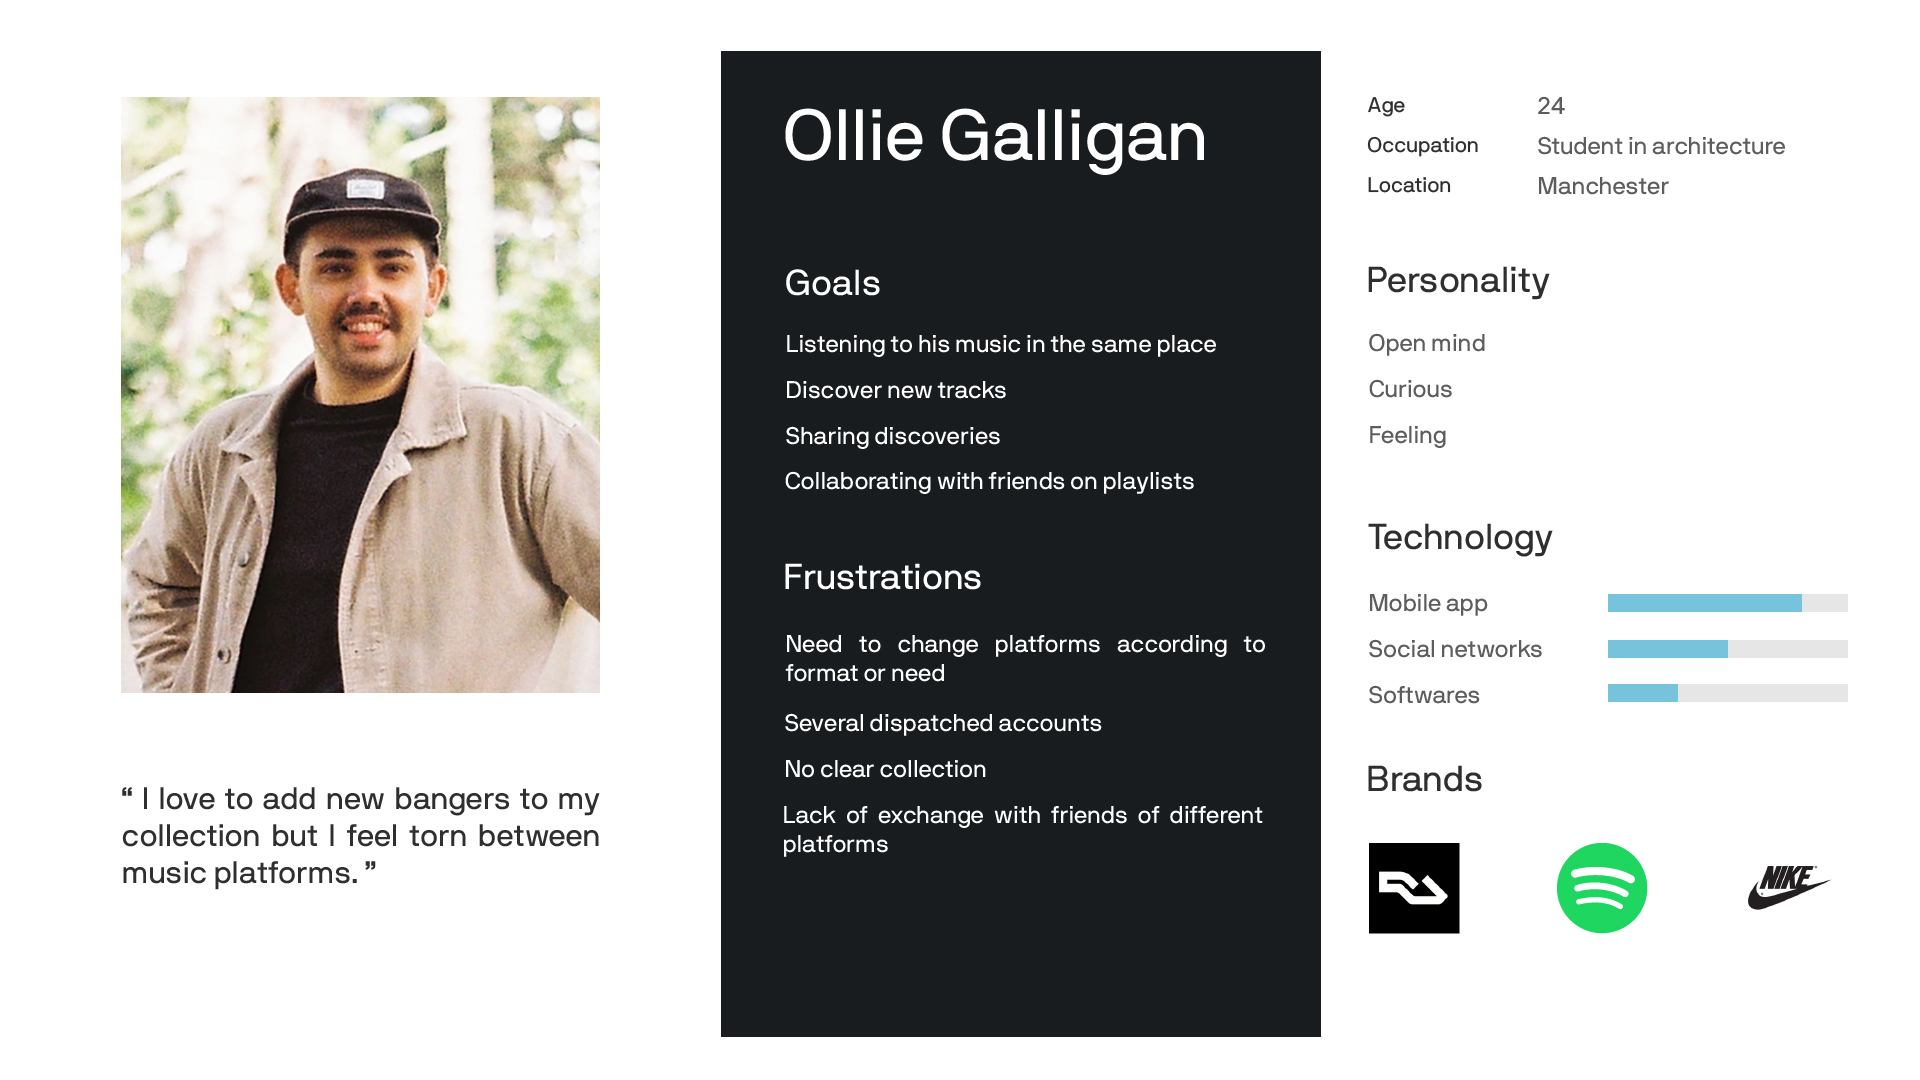 “ I love to add new bangers to my
collection but I feel torn between
music platforms. ”
Ollie Galligan
Goals
Listening to his music in the same place
Discover new tracks
Sharing discoveries
Collaborating with friends on playlists
Frustrations
Need to change platforms according to
format or need
Several dispatched accounts
No clear collection
Lack of exchange with friends of different
platforms
Age 24
Occupation Student in architecture
Location Manchester
Personality
Open mind
Curious
Feeling
Technology
Mobile app
Social networks
Softwares
Brands
NIKE